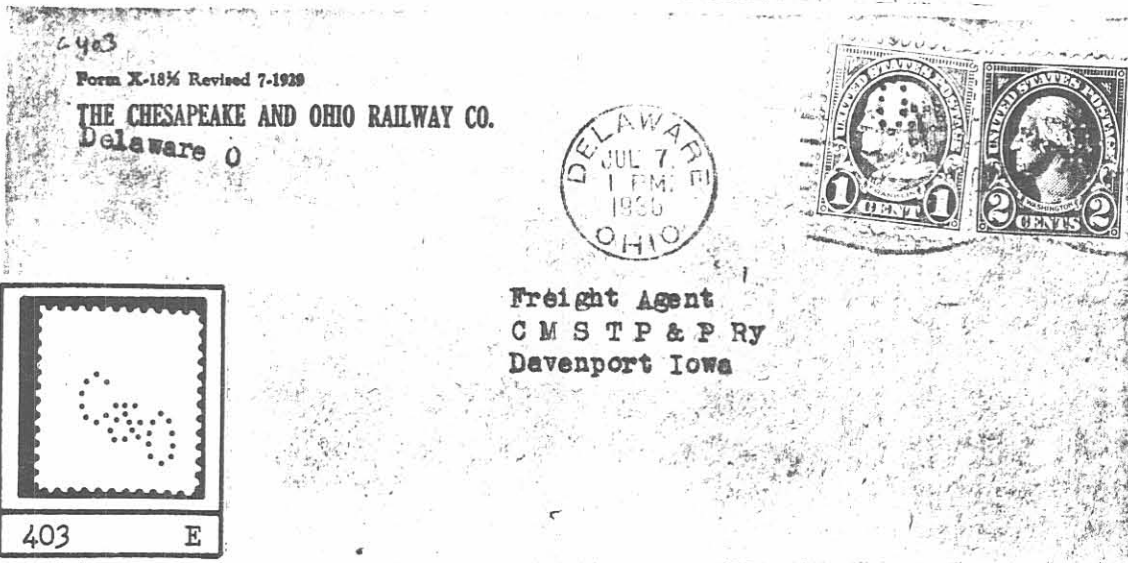 C403
Form X-18½ Revised 7-1929
THE CHESAPEAKE AND OHIO RAILWAY CO.
Delaware O
DELAWARE
JUL 7
1 PM
OHIO
UNITED STATES POSTAGE
1 CENT 1
UNITED STATES POSTAGE
WASHINGTON
2 CENTS 2
Freight Agent
C M S T P & P Ry
Davenport Iowa
C&O
403 E